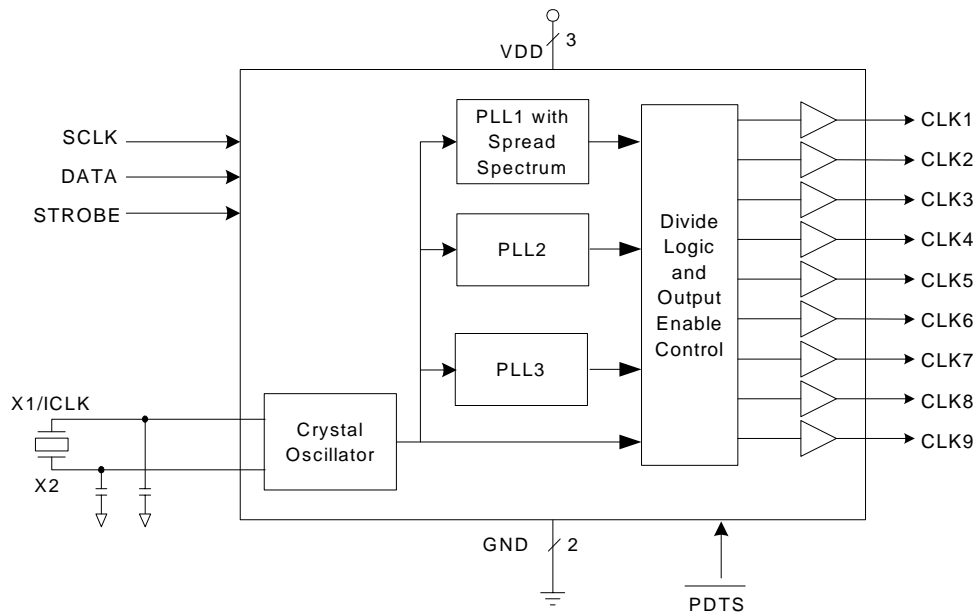 VDD
3
SCLK
DATA
STROBE
PLL1 with
Spread
Spectrum
PLL2
PLL3
Divide
Logic
and
Output
Enable
Control
CLK1
CLK2
CLK3
CLK4
CLK5
CLK6
CLK7
CLK8
CLK9
X1/ICLK
X2
Crystal
Oscillator
GND
2
PDTS